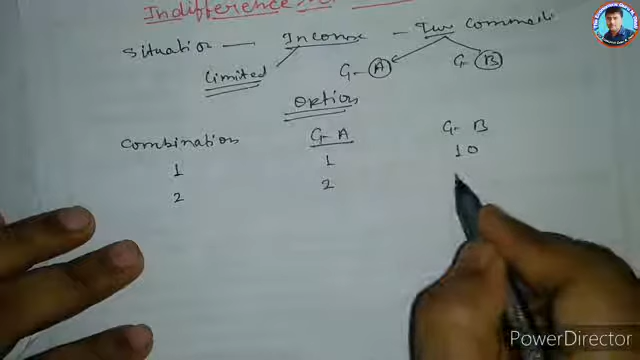 Indifference
Situation — Income — Two Commodi
Limited G-A G-B
Option
Combination G-A G-B
1 1 10
2 2
PowerDirector